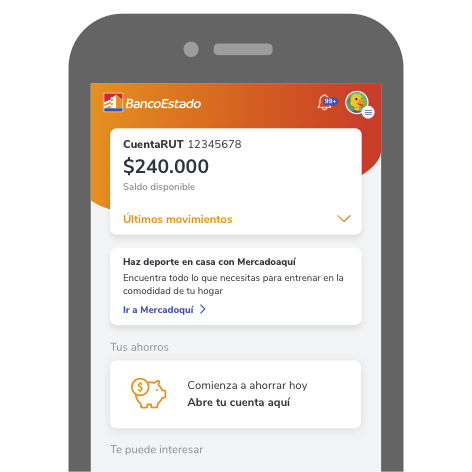 BancoEstado
99+
CuentaRUT 12345678
$240.000
Saldo disponible
Últimos movimientos
Haz deporte en casa con Mercadoaquí
Encuentra todo lo que necesitas para entrenar en la
comodidad de tu hogar
Ir a Mercadoquí
Tus ahorros
$
Comienza a ahorrar hoy
Abre tu cuenta aquí
Te puede interesar